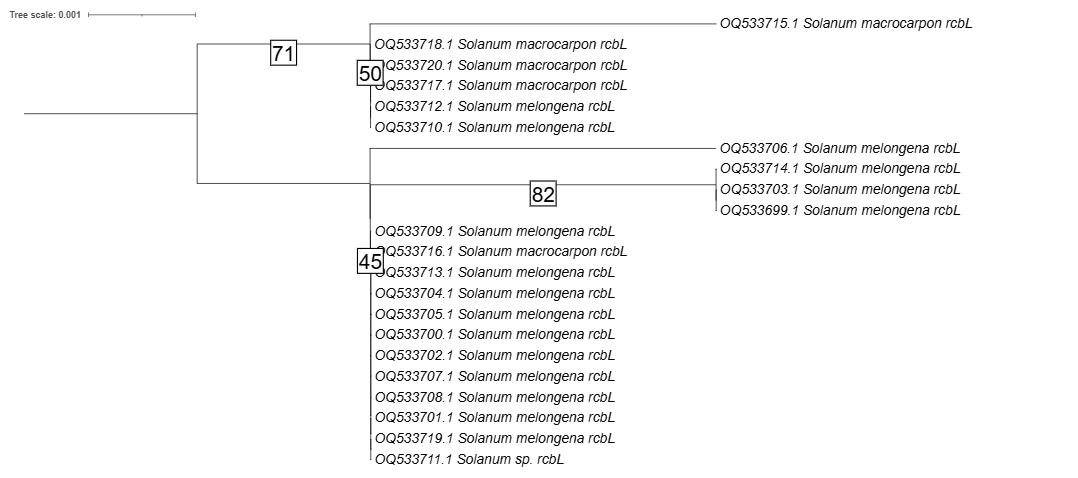 Tree scale: 0.001
OQ533715.1 Solanum macrocarpon rcbL
71
OQ533718.1 Solanum macrocarpon rcbL
50
OQ533720.1 Solanum macrocarpon rcbL
OQ533717.1 Solanum macrocarpon rcbL
OQ533712.1 Solanum melongena rcbL
OQ533710.1 Solanum melongena rcbL
OQ533706.1 Solanum melongena rcbL
OQ533714.1 Solanum melongena rcbL
82
OQ533703.1 Solanum melongena rcbL
OQ533699.1 Solanum melongena rcbL
OQ533709.1 Solanum melongena rcbL
OQ533716.1 Solanum macrocarpon rcbL
45
OQ533713.1 Solanum melongena rcbL
OQ533704.1 Solanum melongena rcbL
OQ533705.1 Solanum melongena rcbL
OQ533700.1 Solanum melongena rcbL
OQ533702.1 Solanum melongena rcbL
OQ533707.1 Solanum melongena rcbL
OQ533708.1 Solanum melongena rcbL
OQ533701.1 Solanum melongena rcbL
OQ533719.1 Solanum melongena rcbL
OQ533711.1 Solanum sp. rcbL